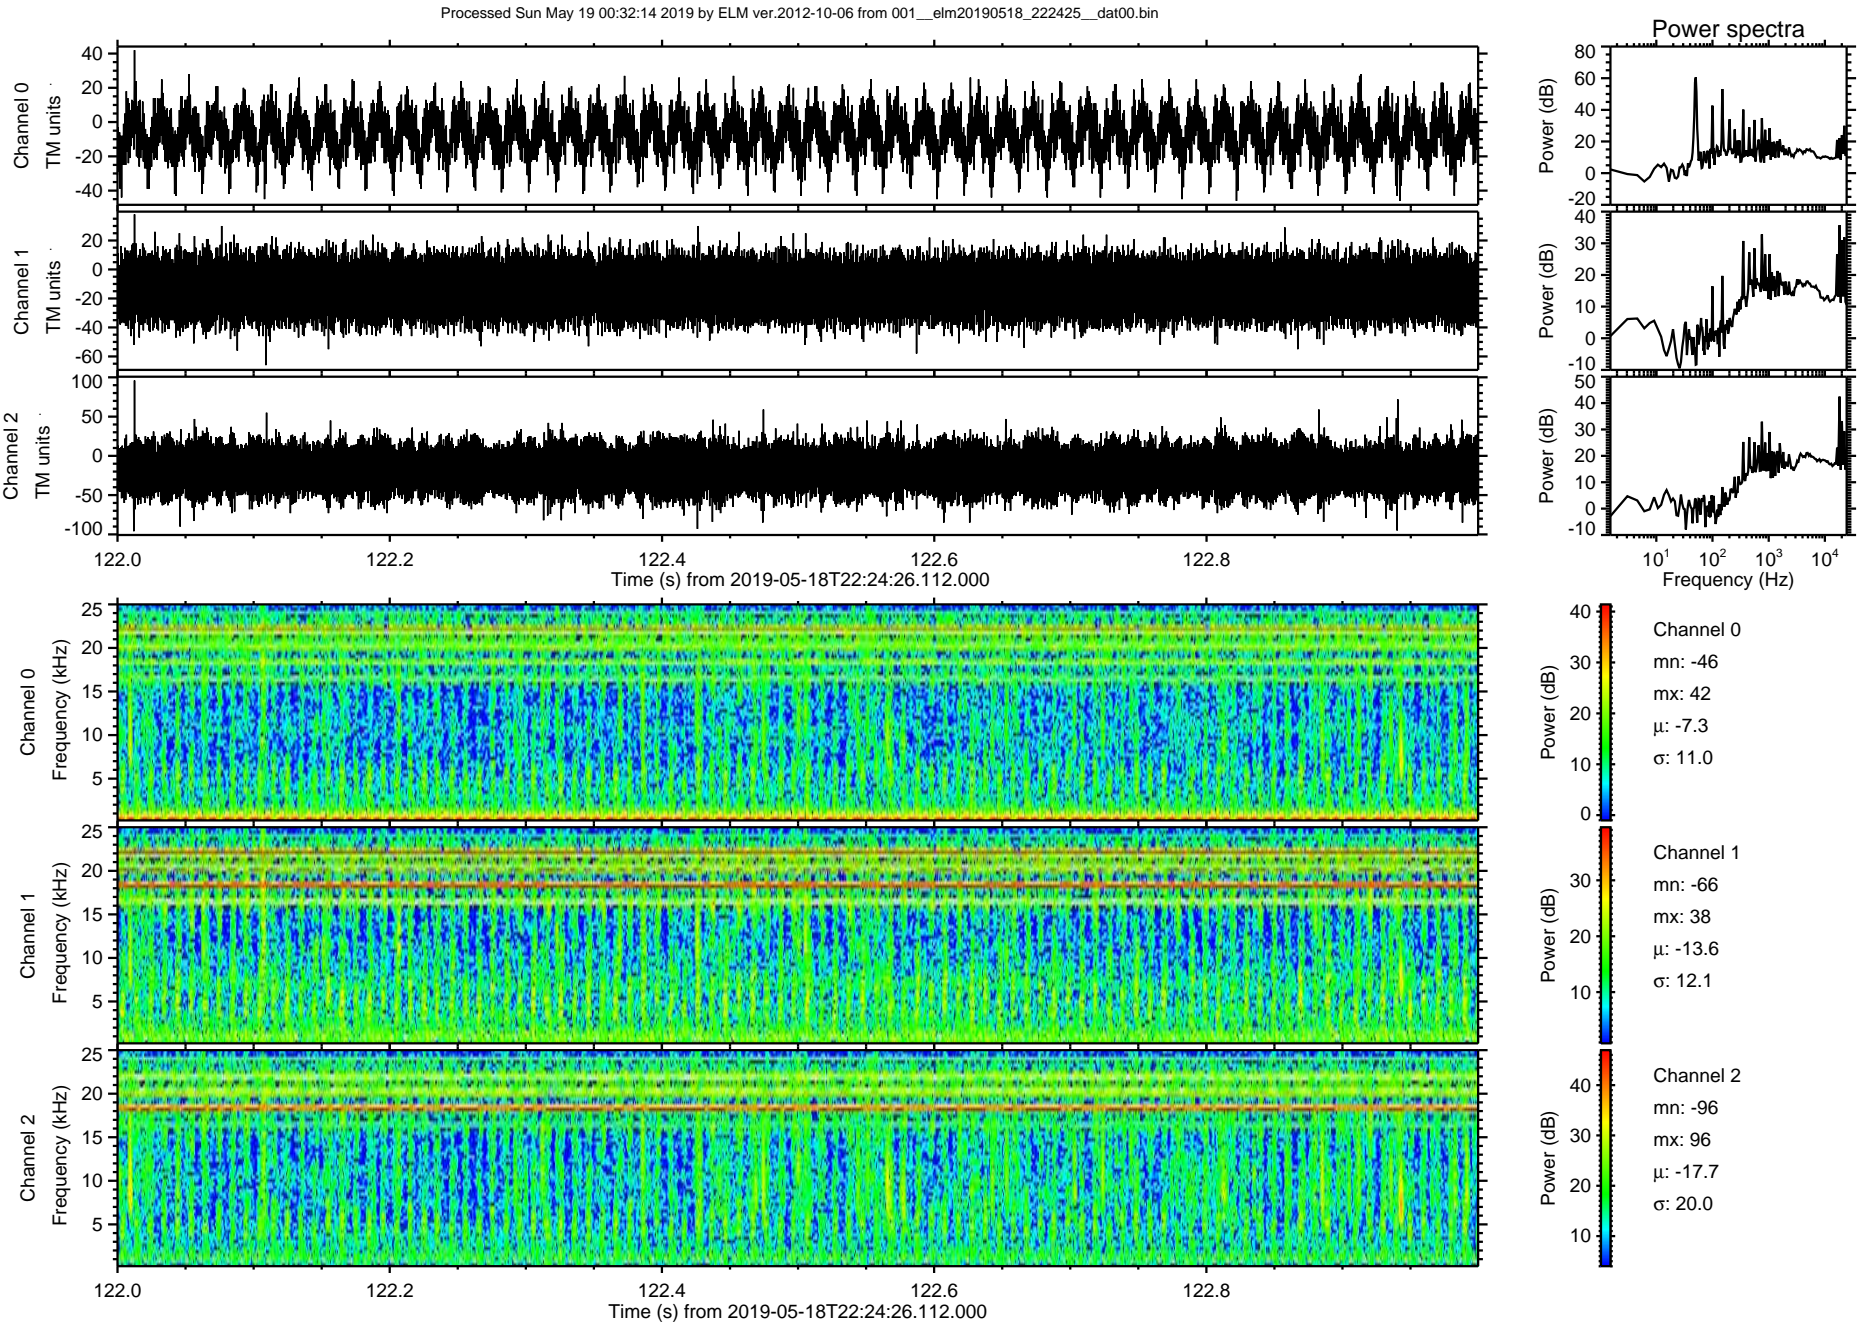 Processed Sun May 19 00:32:14 2019 by ELM ver.2012-10-06 from 001__elm20190518_222425__dat00.bin
Power spectra
Channel 0
TM units
40
20
0
-20
-40
Power (dB)
80
60
40
20
0
-20
Channel 1
TM units
20
0
-20
-40
-60
Power (dB)
40
30
20
10
0
-10
Channel 2
TM units
100
50
0
-50
-100
Power (dB)
50
40
30
20
10
0
-10
122.0 122.2 122.4 122.6 122.8
Time (s) from 2019-05-18T22:24:26.112.000
10^1 10^2 10^3 10^4
Frequency (Hz)
Channel 0
Frequency (kHz)
25
20
15
10
5
Power (dB)
40
30
20
10
0
Channel 0
mn: -46
mx: 42
μ: -7.3
σ: 11.0
Channel 1
Frequency (kHz)
25
20
15
10
5
Power (dB)
30
20
10
Channel 1
mn: -66
mx: 38
μ: -13.6
σ: 12.1
Channel 2
Frequency (kHz)
25
20
15
10
5
Power (dB)
40
30
20
10
Channel 2
mn: -96
mx: 96
μ: -17.7
σ: 20.0
122.0 122.2 122.4 122.6 122.8
Time (s) from 2019-05-18T22:24:26.112.000